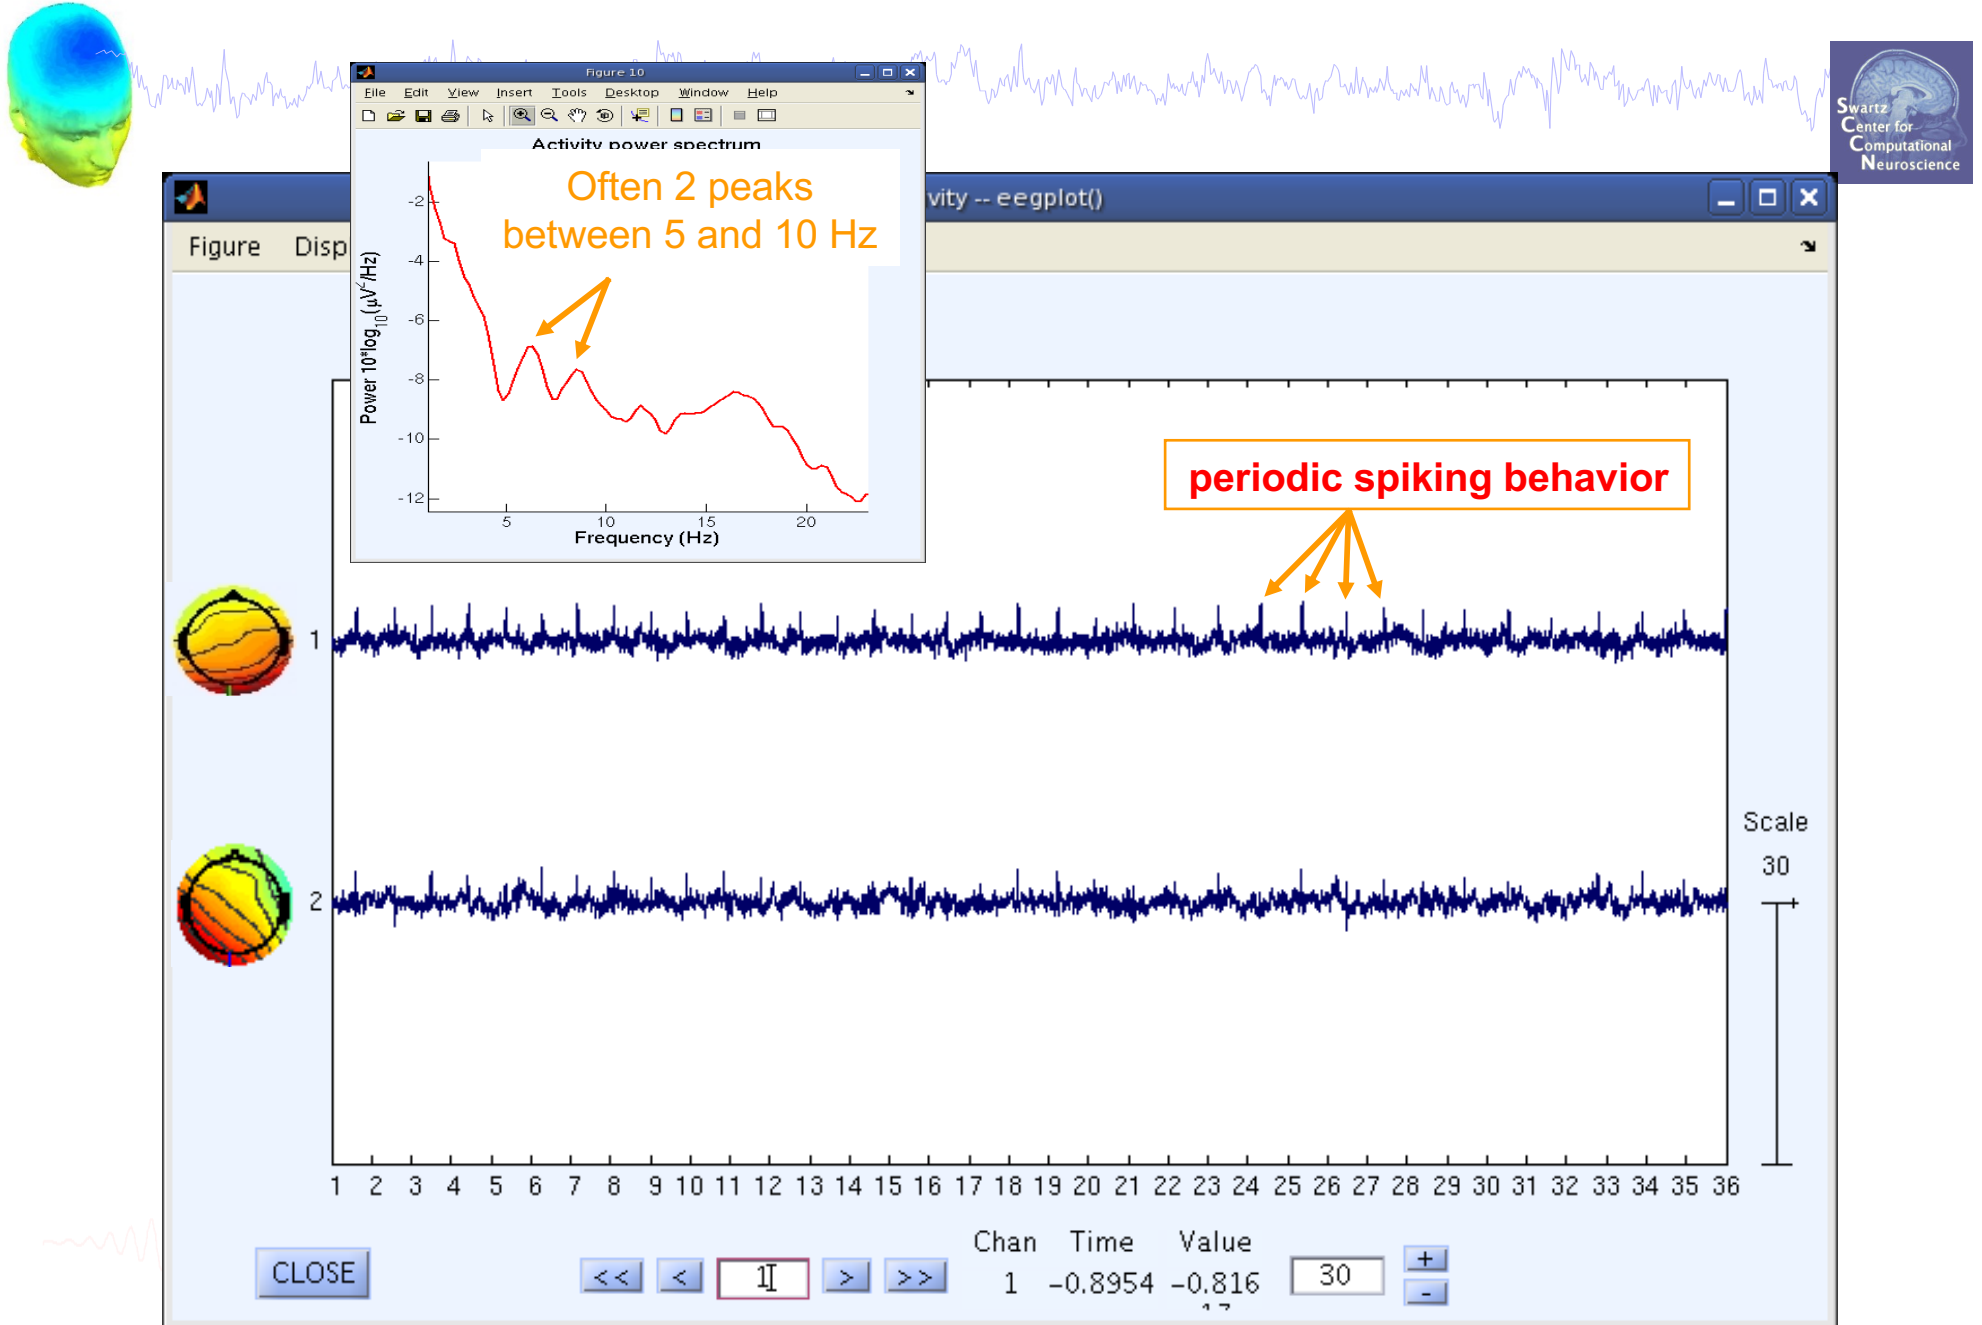 Figure 10
File Edit View Insert Tools Desktop Window Help
Swartz
Center for
Computational
Neuroscience
Activity power spectrum
Often 2 peaks
between 5 and 10 Hz
vity -- eegplot()
Figure Disp
Power 10*log10(μV²/Hz)
-2
-4
-6
-8
-10
-12
5 10 15 20
Frequency (Hz)
periodic spiking behavior
1
2
Scale
30
1 2 3 4 5 6 7 8 9 10 11 12 13 14 15 16 17 18 19 20 21 22 23 24 25 26 27 28 29 30 31 32 33 34 35 36
Chan Time Value
CLOSE << < 1 > >> 1 -0.8954 -0.816 30 + -